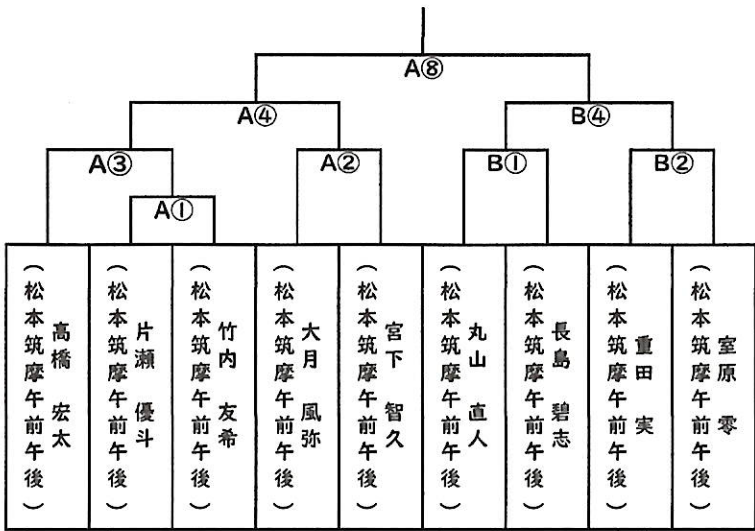 A⑧
A④ B④
A③ A② B① B②
A①
高橋 宏太
(松本筑摩午前午後)
片瀬 優斗
(松本筑摩午前午後)
竹内 友希
(松本筑摩午前午後)
大月 風弥
(松本筑摩午前午後)
宮下 智久
(松本筑摩午前午後)
丸山 直人
(松本筑摩午前午後)
長島 碧志
(松本筑摩午前午後)
重田 実
(松本筑摩午前午後)
室原 零
(松本筑摩午前午後)